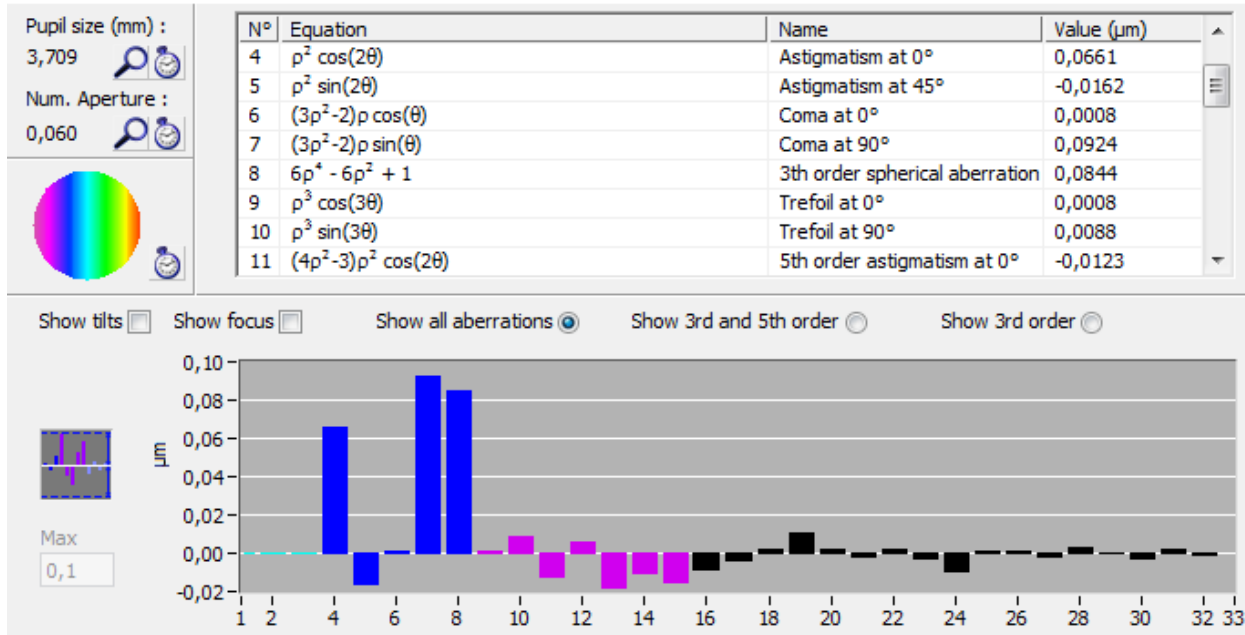 Pupil size (mm) :
3,709
Num. Aperture :
0,060
N° Equation Name Value (µm)
4 ρ² cos(2θ) Astigmatism at 0° 0,0661
5 ρ² sin(2θ) Astigmatism at 45° -0,0162
6 (3ρ²-2)ρ cos(θ) Coma at 0° 0,0008
7 (3ρ²-2)ρ sin(θ) Coma at 90° 0,0924
8 6ρ⁴ - 6ρ² + 1 3th order spherical aberration 0,0844
9 ρ³ cos(3θ) Trefoil at 0° 0,0008
10 ρ³ sin(3θ) Trefoil at 90° 0,0088
11 (4ρ²-3)ρ² cos(2θ) 5th order astigmatism at 0° -0,0123
Show tilts Show focus Show all aberrations Show 3rd and 5th order Show 3rd order
0,10
0,08
0,06
0,04
0,02
0,00
-0,02
µm
Max
0,1
1 2 4 6 8 10 12 14 16 18 20 22 24 26 28 30 32 33